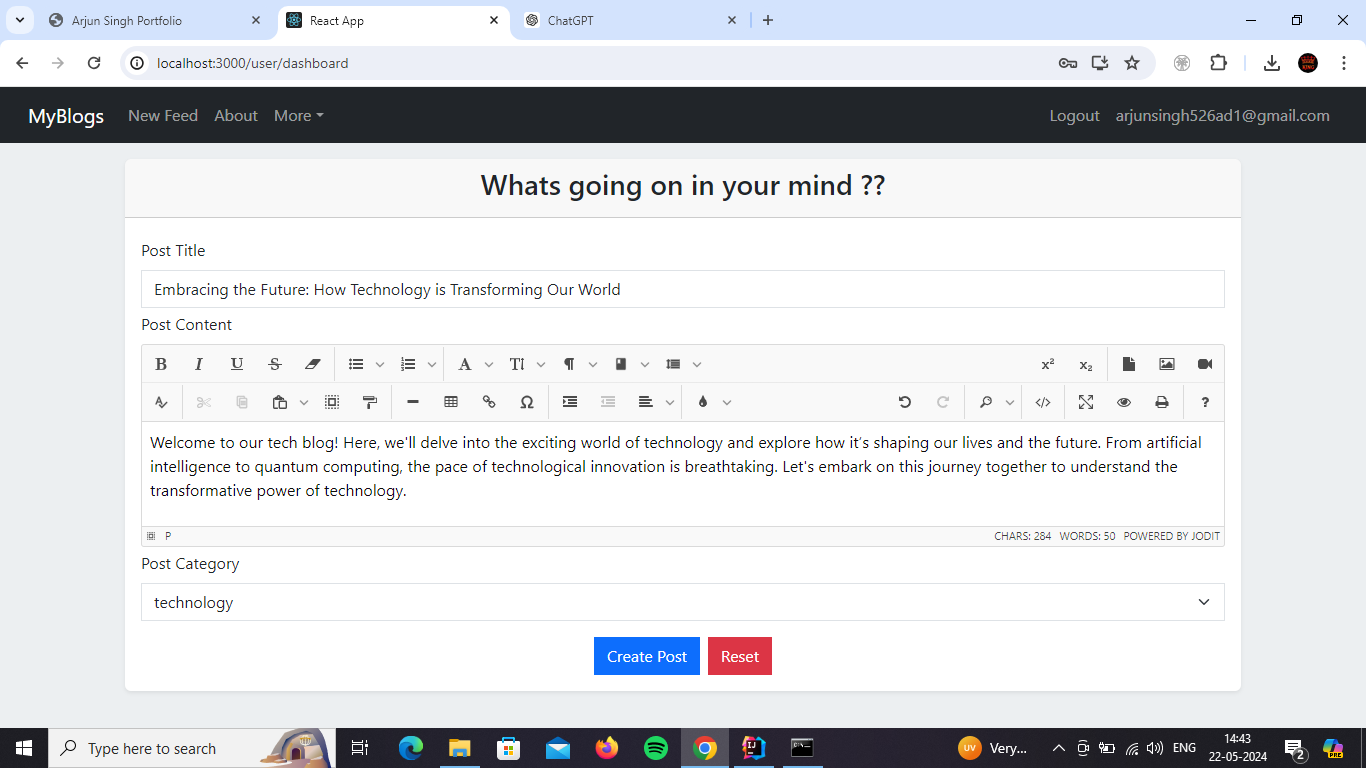 Arjun Singh Portfolio
React App
ChatGPT
localhost:3000/user/dashboard
MyBlogs New Feed About More Logout arjunsingh526ad1@gmail.com
Whats going on in your mind ??
Post Title
Embracing the Future: How Technology is Transforming Our World
Post Content
Welcome to our tech blog! Here, we'll delve into the exciting world of technology and explore how it's shaping our lives and the future. From artificial
intelligence to quantum computing, the pace of technological innovation is breathtaking. Let's embark on this journey together to understand the
transformative power of technology.
P CHARS: 284 WORDS: 50 POWERED BY JODIT
Post Category
technology
Create Post Reset
Type here to search
UV Very...
ENG
14:43
22-05-2024
2
PRE